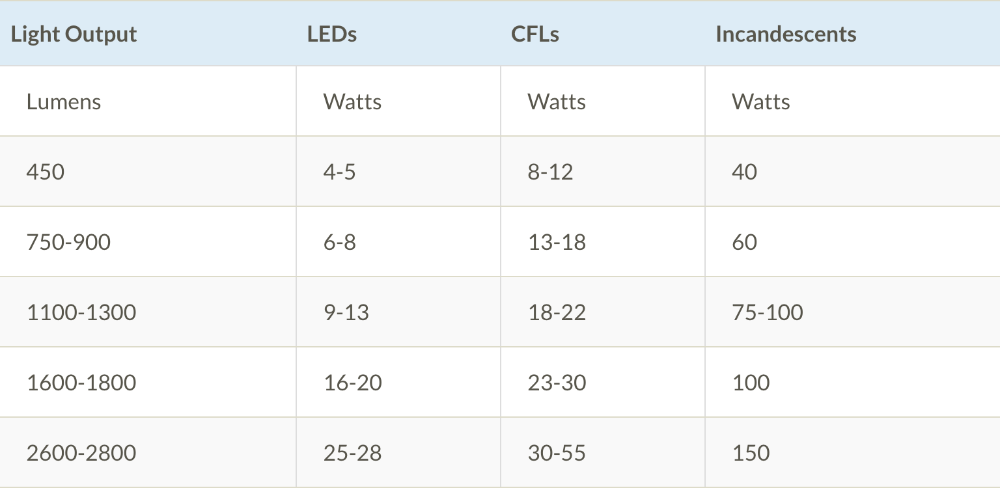 Light Output LEDs CFLs Incandescents
Lumens Watts Watts Watts
450 4-5 8-12 40
750-900 6-8 13-18 60
1100-1300 9-13 18-22 75-100
1600-1800 16-20 23-30 100
2600-2800 25-28 30-55 150